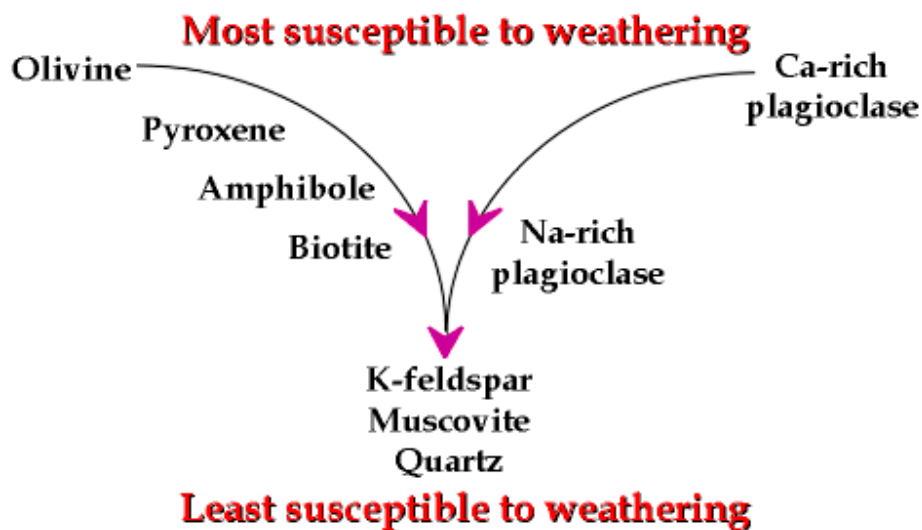 Most susceptible to weathering
Olivine
Ca-rich
plagioclase
Pyroxene
Amphibole
Biotite
Na-rich
plagioclase
K-feldspar
Muscovite
Quartz
Least susceptible to weathering